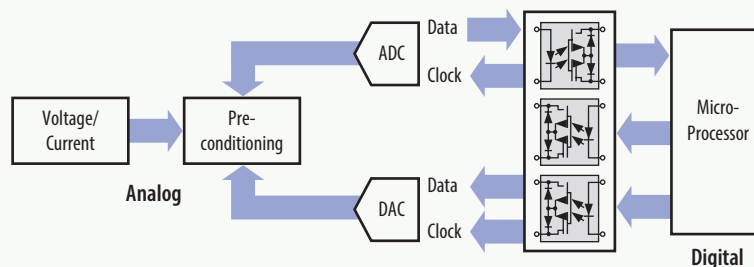 Voltage/
Current
Analog
Pre-
conditioning
ADC
Data
Clock
DAC
Data
Clock
Micro-
Processor
Digital